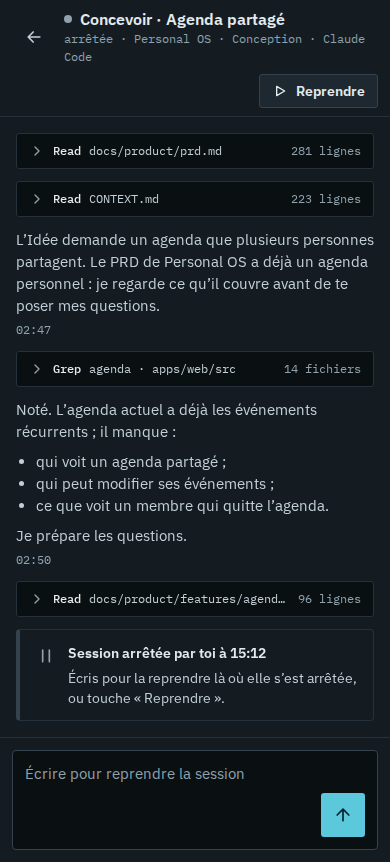 Concevoir · Agenda partagé
arrêtée · Personal OS · Conception · Claude
Code
Reprendre
Read docs/product/prd.md 281 lignes
Read CONTEXT.md 223 lignes
L’Idée demande un agenda que plusieurs personnes
partagent. Le PRD de Personal OS a déjà un agenda
personnel : je regarde ce qu’il couvre avant de te
poser mes questions.
02:47
Grep agenda · apps/web/src 14 fichiers
Noté. L’agenda actuel a déjà les événements
récurrents ; il manque :
• qui voit un agenda partagé ;
• qui peut modifier ses événements ;
• ce que voit un membre qui quitte l’agenda.
Je prépare les questions.
02:50
Read docs/product/features/agend… 96 lignes
Session arrêtée par toi à 15:12
Écris pour la reprendre là où elle s’est arrêtée,
ou touche « Reprendre ».
Écrire pour reprendre la session